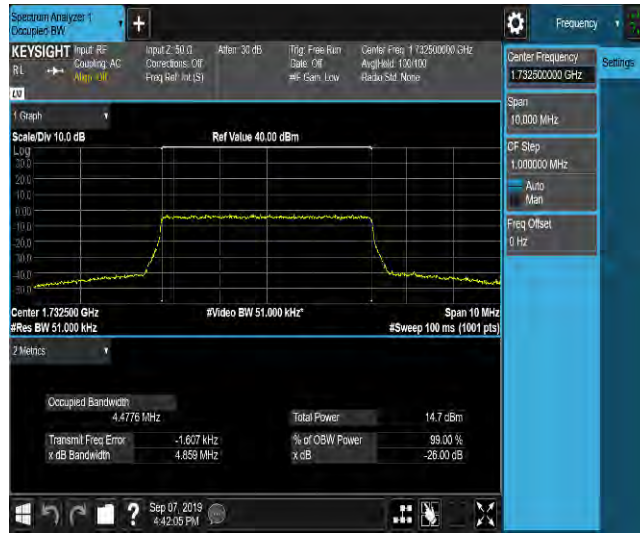 Spectrum Analyzer 1
Occupied BW
Frequency
KEYSIGHT
RL
Input: RF
Coupling: AC
Align: Off
Input Z: 50 Ω
Corrections: Off
Freq Ref: Int (S)
Atten: 30 dB
Trig: Free Run
Gate: Off
#IF Gain: Low
Center Freq: 1.732500000 GHz
Avg|Hold: 100/100
Radio Std: None
Center Frequency
1.732500000 GHz
Settings
Span
10.000 MHz
CF Step
1.000000 MHz
Auto
Man
Freq Offset
0 Hz
1 Graph
Scale/Div 10.0 dB
Ref Value 40.00 dBm
Log
30.0
20.0
10.0
0.00
-10.0
-20.0
-30.0
-40.0
-50.0
Center 1.732500 GHz
#Video BW 51.000 kHz*
Span 10 MHz
#Res BW 51.000 kHz
#Sweep 100 ms (1001 pts)
2 Metrics
Occupied Bandwidth
4.4776 MHz
Total Power
14.7 dBm
Transmit Freq Error
-1.607 kHz
% of OBW Power
99.00 %
x dB Bandwidth
4.859 MHz
x dB
-26.00 dB
?
Sep 07, 2019
4:42:05 PM